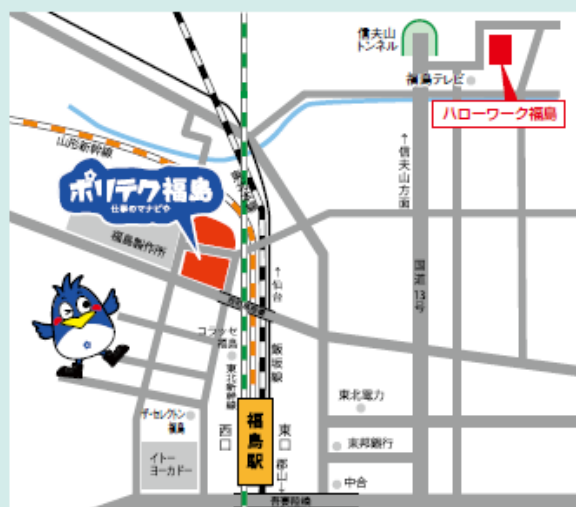 信夫山
トンネル
福島テレビ
ハローワーク福島
↑信夫山方面
山形新幹線
ポリテク福島
仕事のマナビや
福島製作所
国道13号
↑仙台
コラッセ
福島
東北新幹線
飯坂線
東北電力
ザ・セレクトン
福島
福島駅
西口
東口
東邦銀行
イトー
ヨーカドー
郡山↓
中合
吾妻陸橋